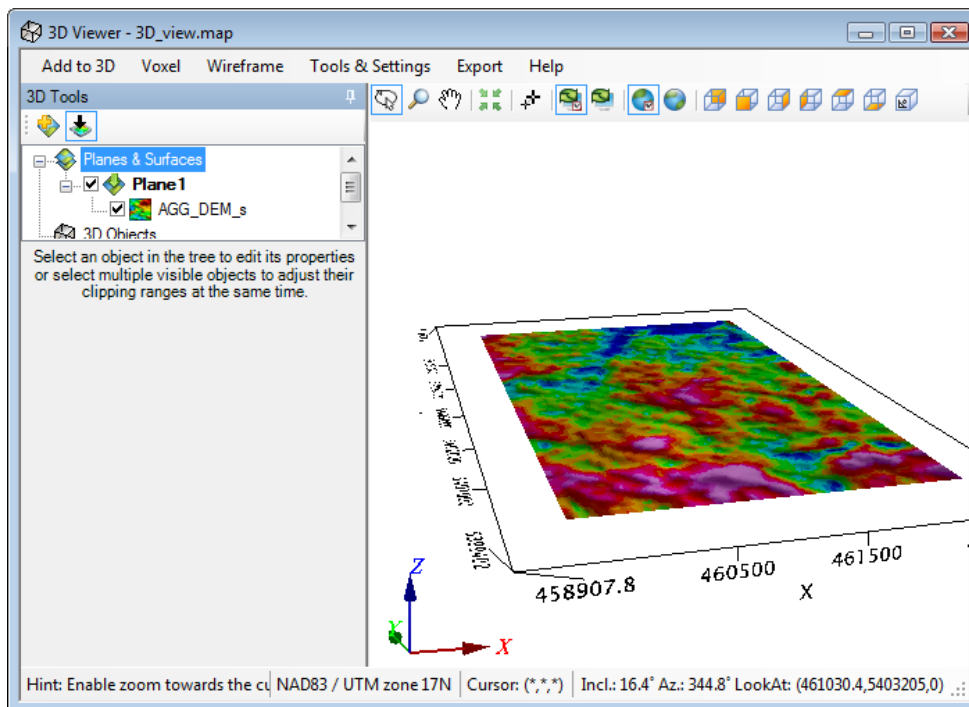 3D Viewer - 3D_view.map
Add to 3D Voxel Wireframe Tools & Settings Export Help
3D Tools
Planes & Surfaces
Plane1
AGG_DEM_s
3D Objects
Select an object in the tree to edit its properties
or select multiple visible objects to adjust their
clipping ranges at the same time.
458907.8 460500 461500
X
Z
Y
X
Hint: Enable zoom towards the cu NAD83 / UTM zone 17N Cursor: (*,*,*) Incl.: 16.4° Az.: 344.8° LookAt: (461030.4,5403205,0)